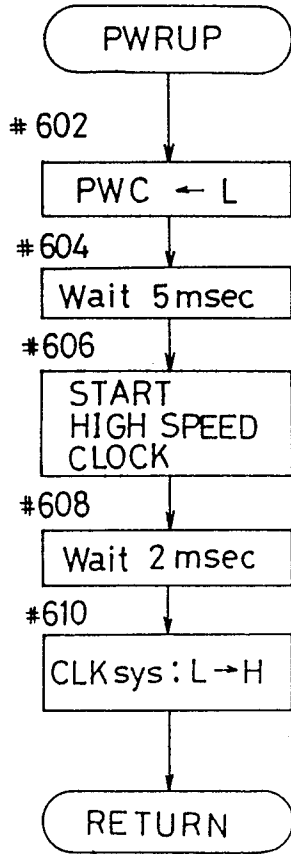 PWRUP
#602
PWC ← L
#604
Wait 5msec
#606
START
HIGH SPEED
CLOCK
#608
Wait 2msec
#610
CLKsys: L→H
RETURN